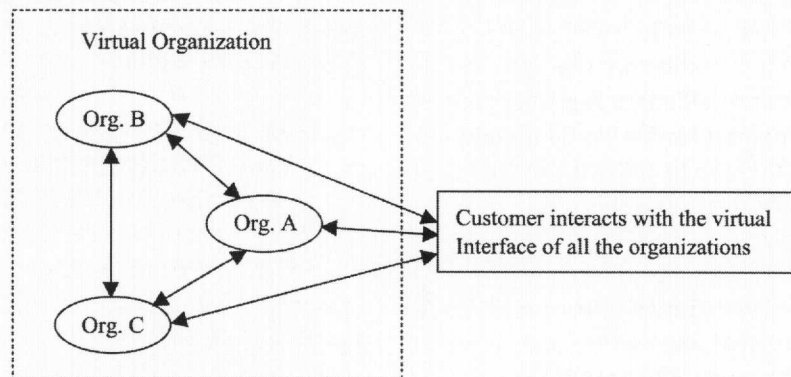 Virtual Organization
Org. B
Org. A
Org. C
Customer interacts with the virtual
Interface of all the organizations